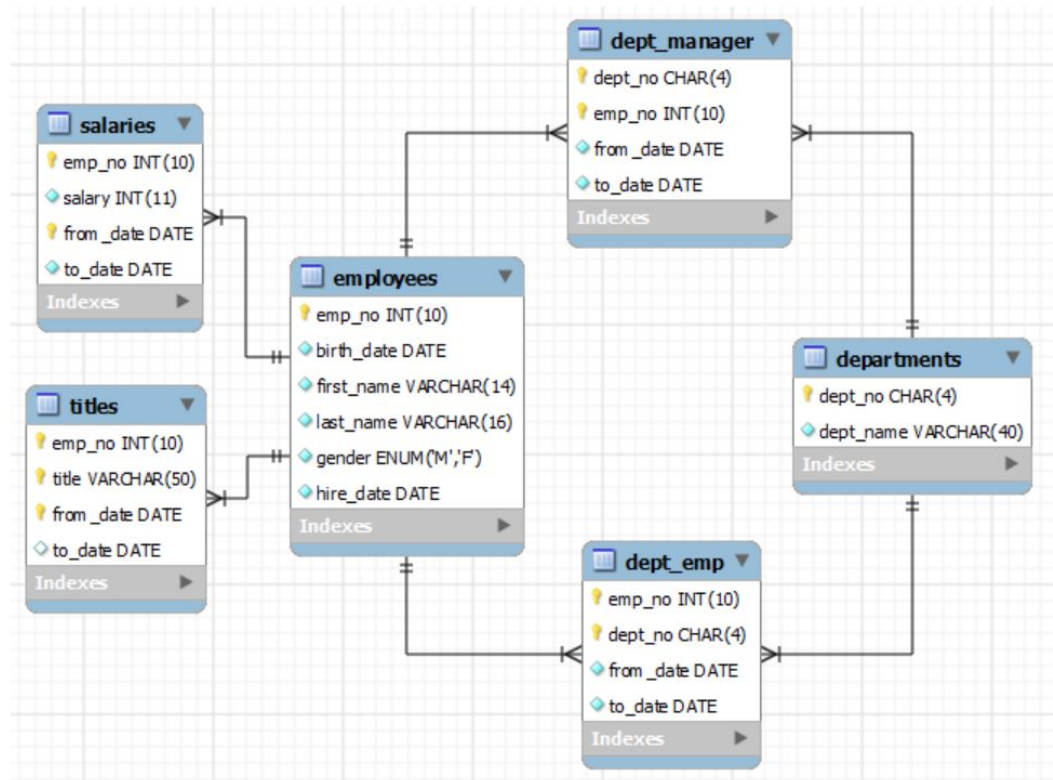 dept_manager
dept_no CHAR(4)
emp_no INT(10)
from_date DATE
to_date DATE
Indexes
salaries
emp_no INT(10)
salary INT(11)
from_date DATE
to_date DATE
Indexes
employees
emp_no INT(10)
birth_date DATE
first_name VARCHAR(14)
last_name VARCHAR(16)
gender ENUM('M','F')
hire_date DATE
Indexes
departments
dept_no CHAR(4)
dept_name VARCHAR(40)
Indexes
titles
emp_no INT(10)
title VARCHAR(50)
from_date DATE
to_date DATE
Indexes
dept_emp
emp_no INT(10)
dept_no CHAR(4)
from_date DATE
to_date DATE
Indexes